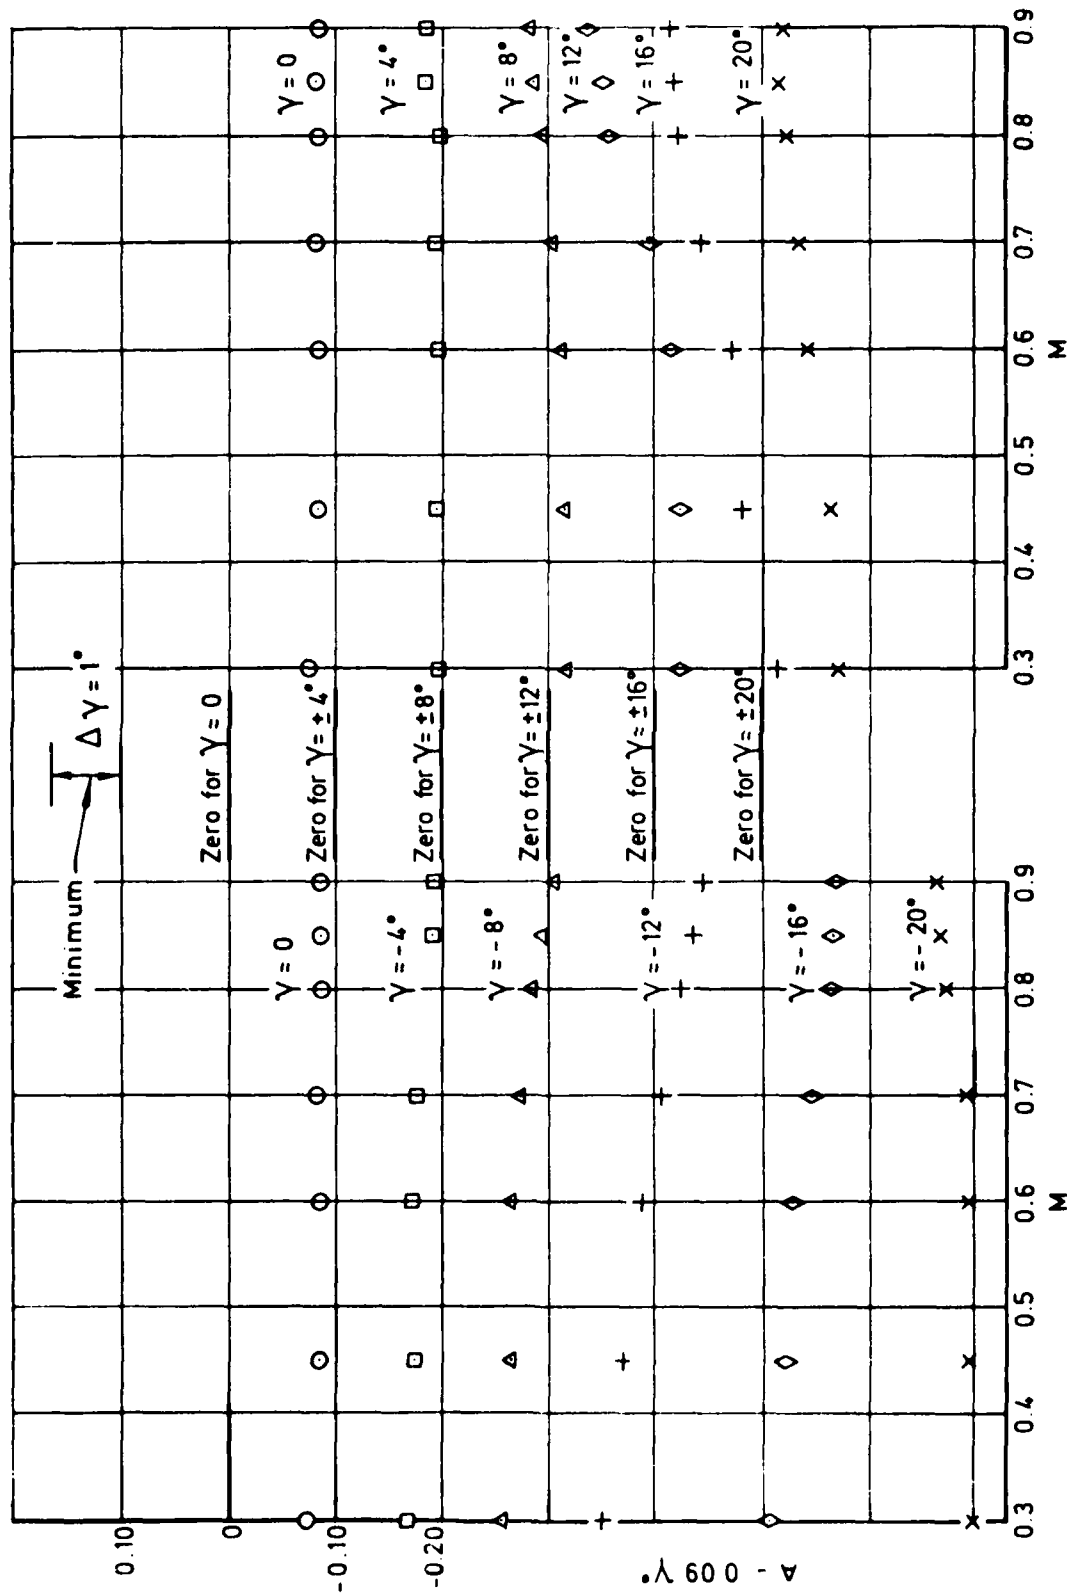 Minimum
Δγ = 1°
0.10
0
-0.10
-0.20
A - 0.09 γ°
Zero for γ = 0
Zero for γ = ± 4°
Zero for γ = ±8°
Zero for γ = ±12°
Zero for γ = ±16°
Zero for γ = ±20°
γ = 0
γ = - 4°
γ = - 8°
γ = -12°
γ = - 16°
γ = - 20°
0.3
0.4
0.5
0.6
0.7
0.8
0.9
M
γ = 0
γ = 4°
γ = 8°
γ = 12°
γ = 16°
γ = 20°
0.3
0.4
0.5
0.6
0.7
0.8
0.9
M